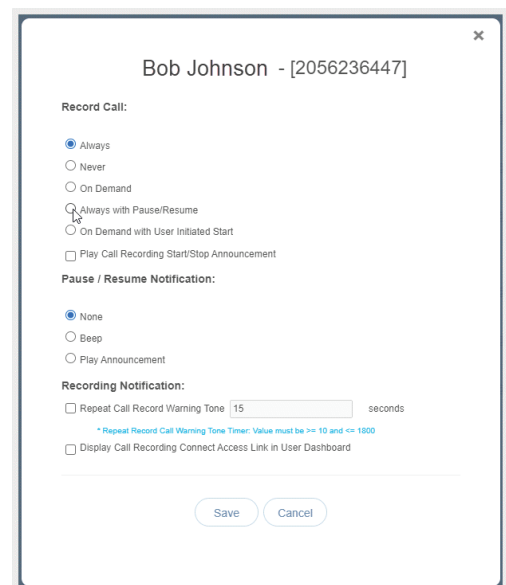 ×
Bob Johnson - [2056236447]
Record Call:
Always
Never
On Demand
Always with Pause/Resume
On Demand with User Initiated Start
Play Call Recording Start/Stop Announcement
Pause / Resume Notification:
None
Beep
Play Announcement
Recording Notification:
Repeat Call Record Warning Tone 15 seconds
* Repeat Record Call Warning Tone Timer: Value must be >= 10 and <= 1800
Display Call Recording Connect Access Link in User Dashboard
Save Cancel